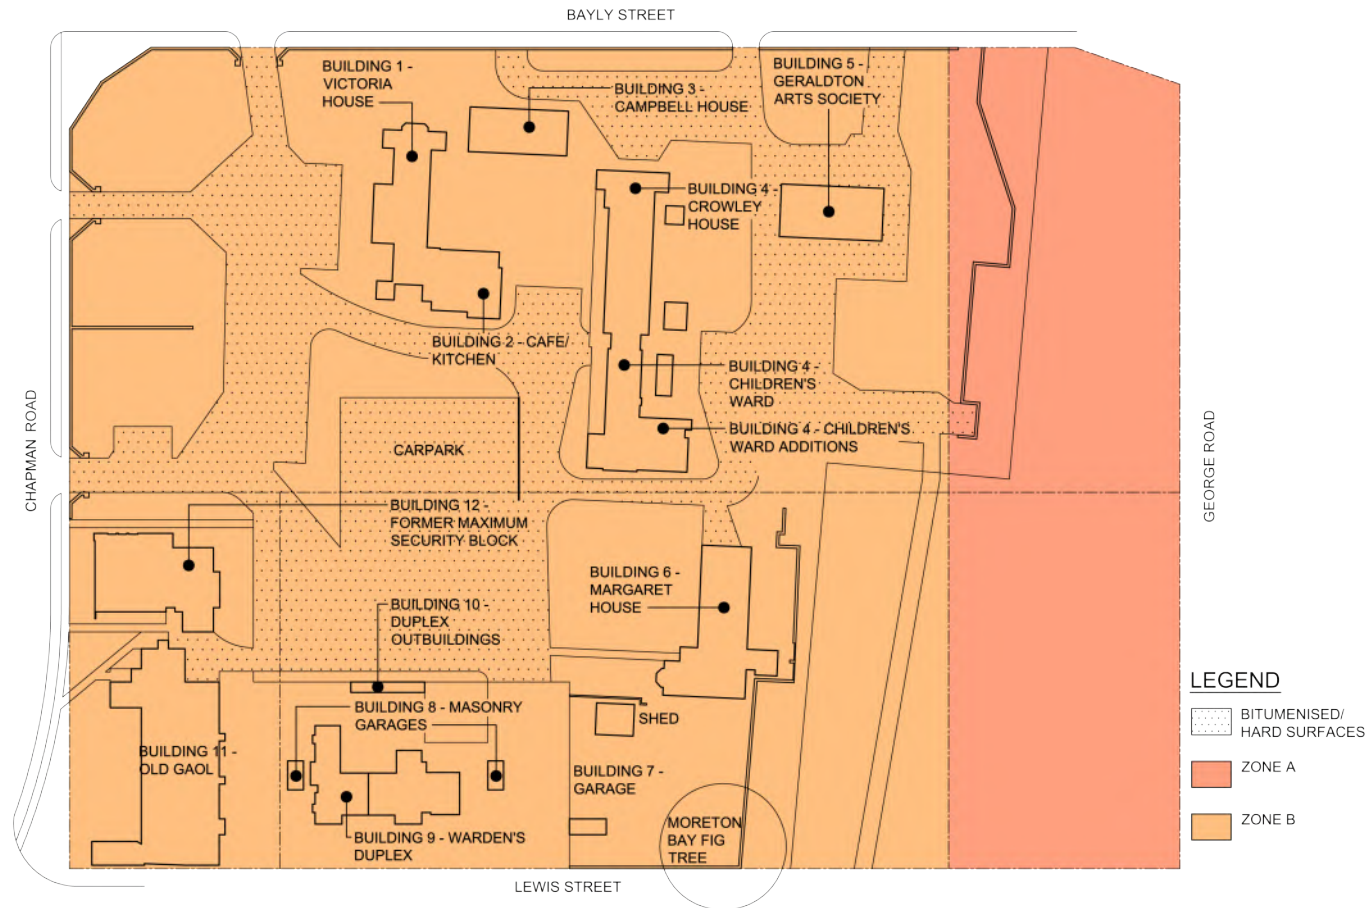 BAYLY STREET
BUILDING 1 -
VICTORIA
HOUSE
BUILDING 3 -
CAMPBELL HOUSE
BUILDING 5 -
GERALDTON
ARTS SOCIETY
BUILDING 4 -
CROWLEY
HOUSE
BUILDING 2 - CAFE/
KITCHEN
BUILDING 4 -
CHILDREN'S
WARD
BUILDING 4 - CHILDREN'S
WARD ADDITIONS
CARPARK
CHAPMAN ROAD
GEORGE ROAD
BUILDING 12 -
FORMER MAXIMUM
SECURITY BLOCK
BUILDING 6 -
MARGARET
HOUSE
BUILDING 10 -
DUPLEX
OUTBUILDINGS
BUILDING 8 - MASONRY
GARAGES
SHED
BUILDING 11 -
OLD GAOL
BUILDING 7 -
GARAGE
MORETON
BAY FIG
TREE
BUILDING 9 - WARDEN'S
DUPLEX
LEWIS STREET
LEGEND
BITUMENISED/
HARD SURFACES
ZONE A
ZONE B